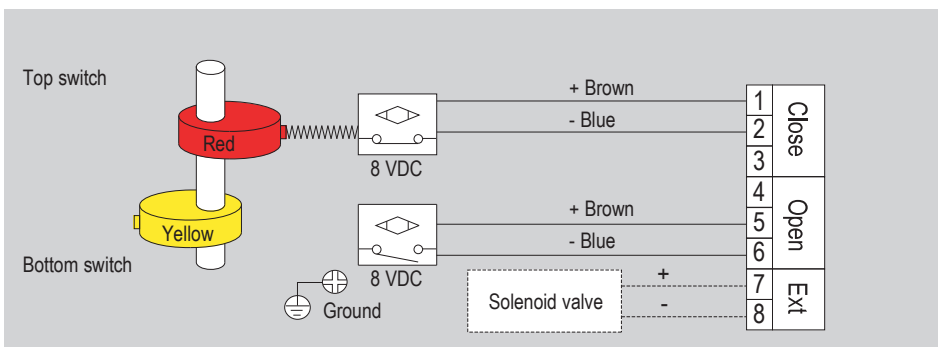 Top switch
Red
8 VDC
+ Brown
- Blue
1
2
3
Close
Yellow
Bottom switch
8 VDC
+ Brown
- Blue
4
5
6
Open
Ground
Solenoid valve
+
-
7
8
Ext